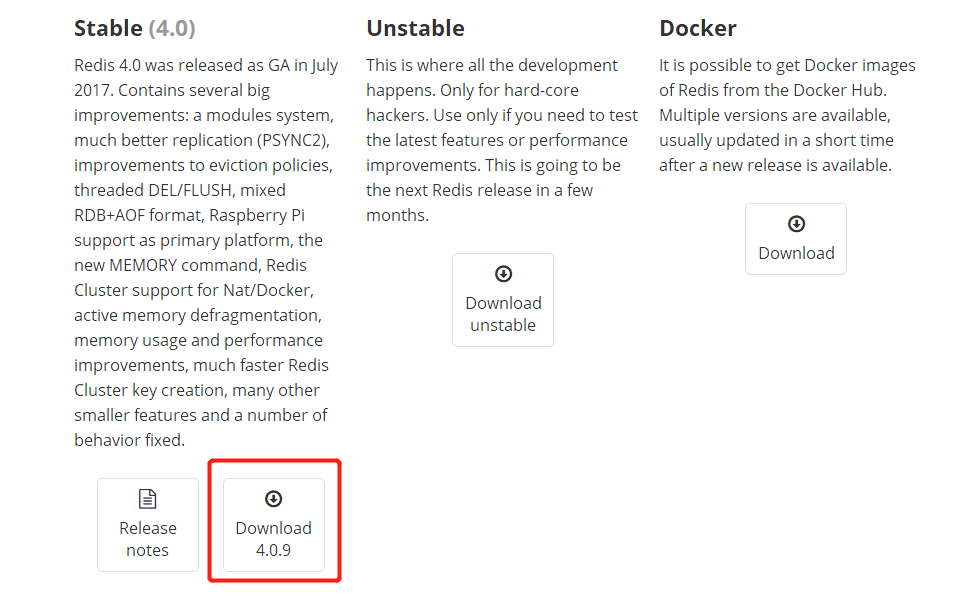 Stable (4.0)
Redis 4.0 was released as GA in July
2017. Contains several big
improvements: a modules system,
much better replication (PSYNC2),
improvements to eviction policies,
threaded DEL/FLUSH, mixed
RDB+AOF format, Raspberry Pi
support as primary platform, the
new MEMORY command, Redis
Cluster support for Nat/Docker,
active memory defragmentation,
memory usage and performance
improvements, much faster Redis
Cluster key creation, many other
smaller features and a number of
behavior fixed.
Release
notes
Download
4.0.9
Unstable
This is where all the development
happens. Only for hard-core
hackers. Use only if you need to test
the latest features or performance
improvements. This is going to be
the next Redis release in a few
months.
Download
unstable
Docker
It is possible to get Docker images
of Redis from the Docker Hub.
Multiple versions are available,
usually updated in a short time
after a new release is available.
Download